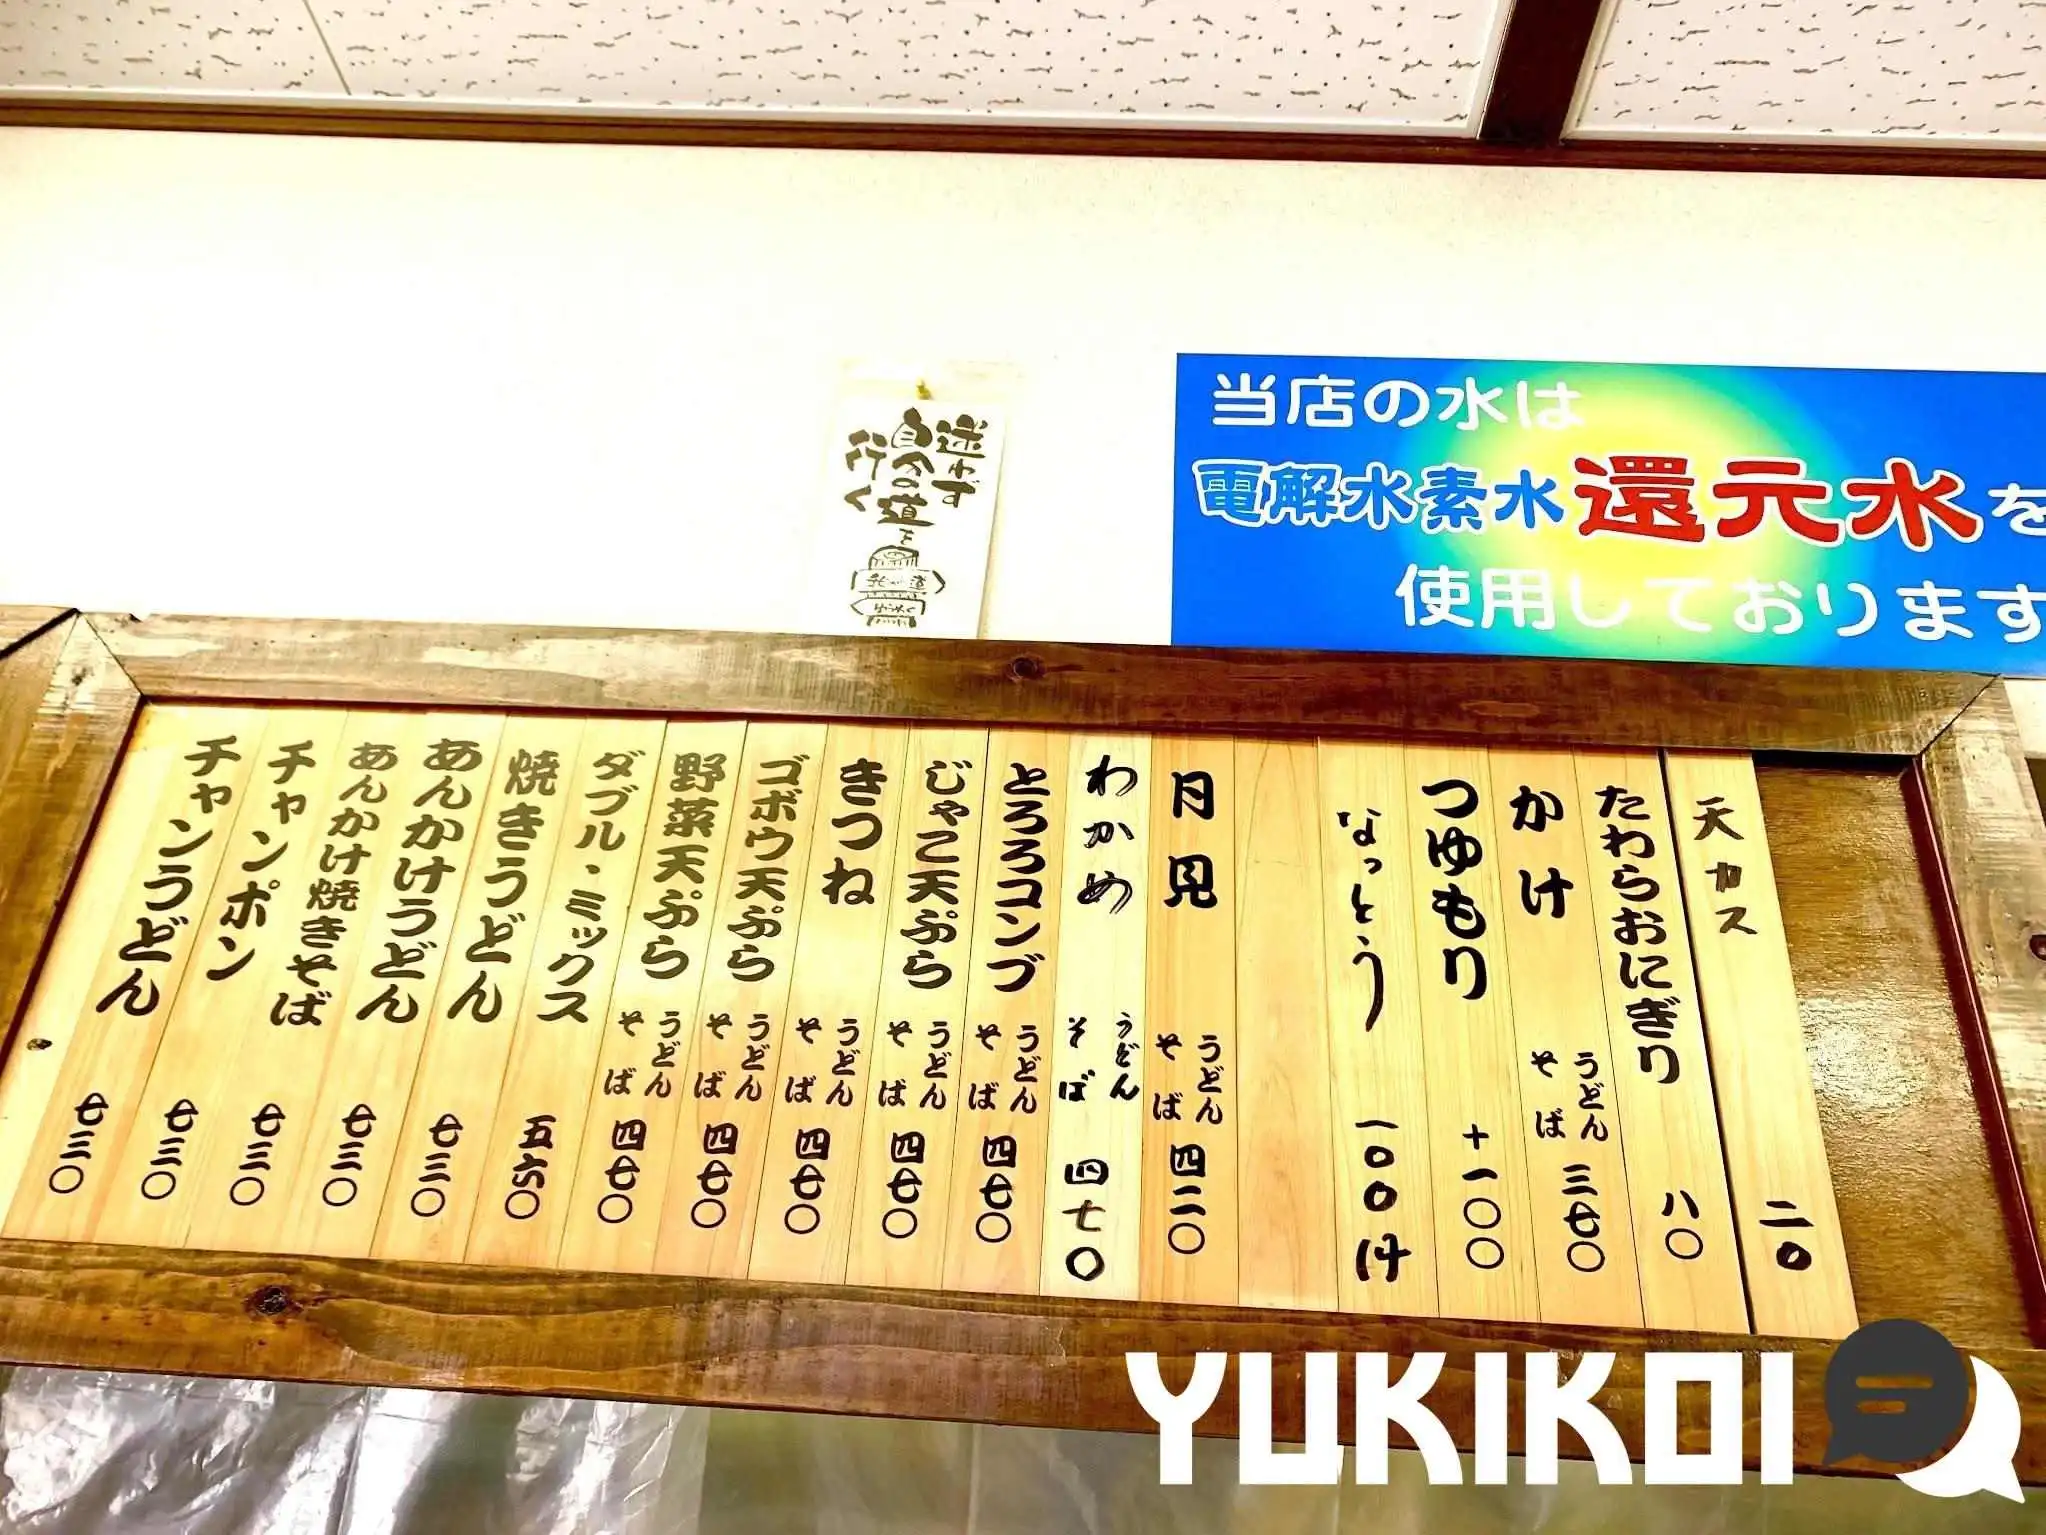 迷わず
自分の道を
行く
当店の水は
電解水素水還元水を
使用しております
天カス 二〇
たわらおにぎり 八〇
かけ うどん そば 三七〇
つゆもり +一〇〇
なっとう 一〇〇付
月見 うどん そば 四二〇
わかめ うどん そば 四七〇
とろろコンブ うどん そば 四七〇
じゃこ天ぷら うどん そば 四七〇
きつね うどん そば 四七〇
ゴボウ天ぷら うどん そば 四七〇
野菜天ぷら うどん そば 四七〇
ダブル・ミックス 五六〇
焼きうどん 七三〇
あんかけうどん 七三〇
あんかけ焼きそば 七三〇
チャンポン 七三〇
チャンうどん 七三〇
YUKIKOI